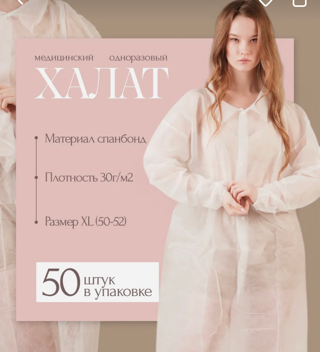 медицинский одноразовый
ХАЛАТ
Материал спанбонд
Плотность 30г/м2
Размер XL (50-52)
50 штук
в упаковке